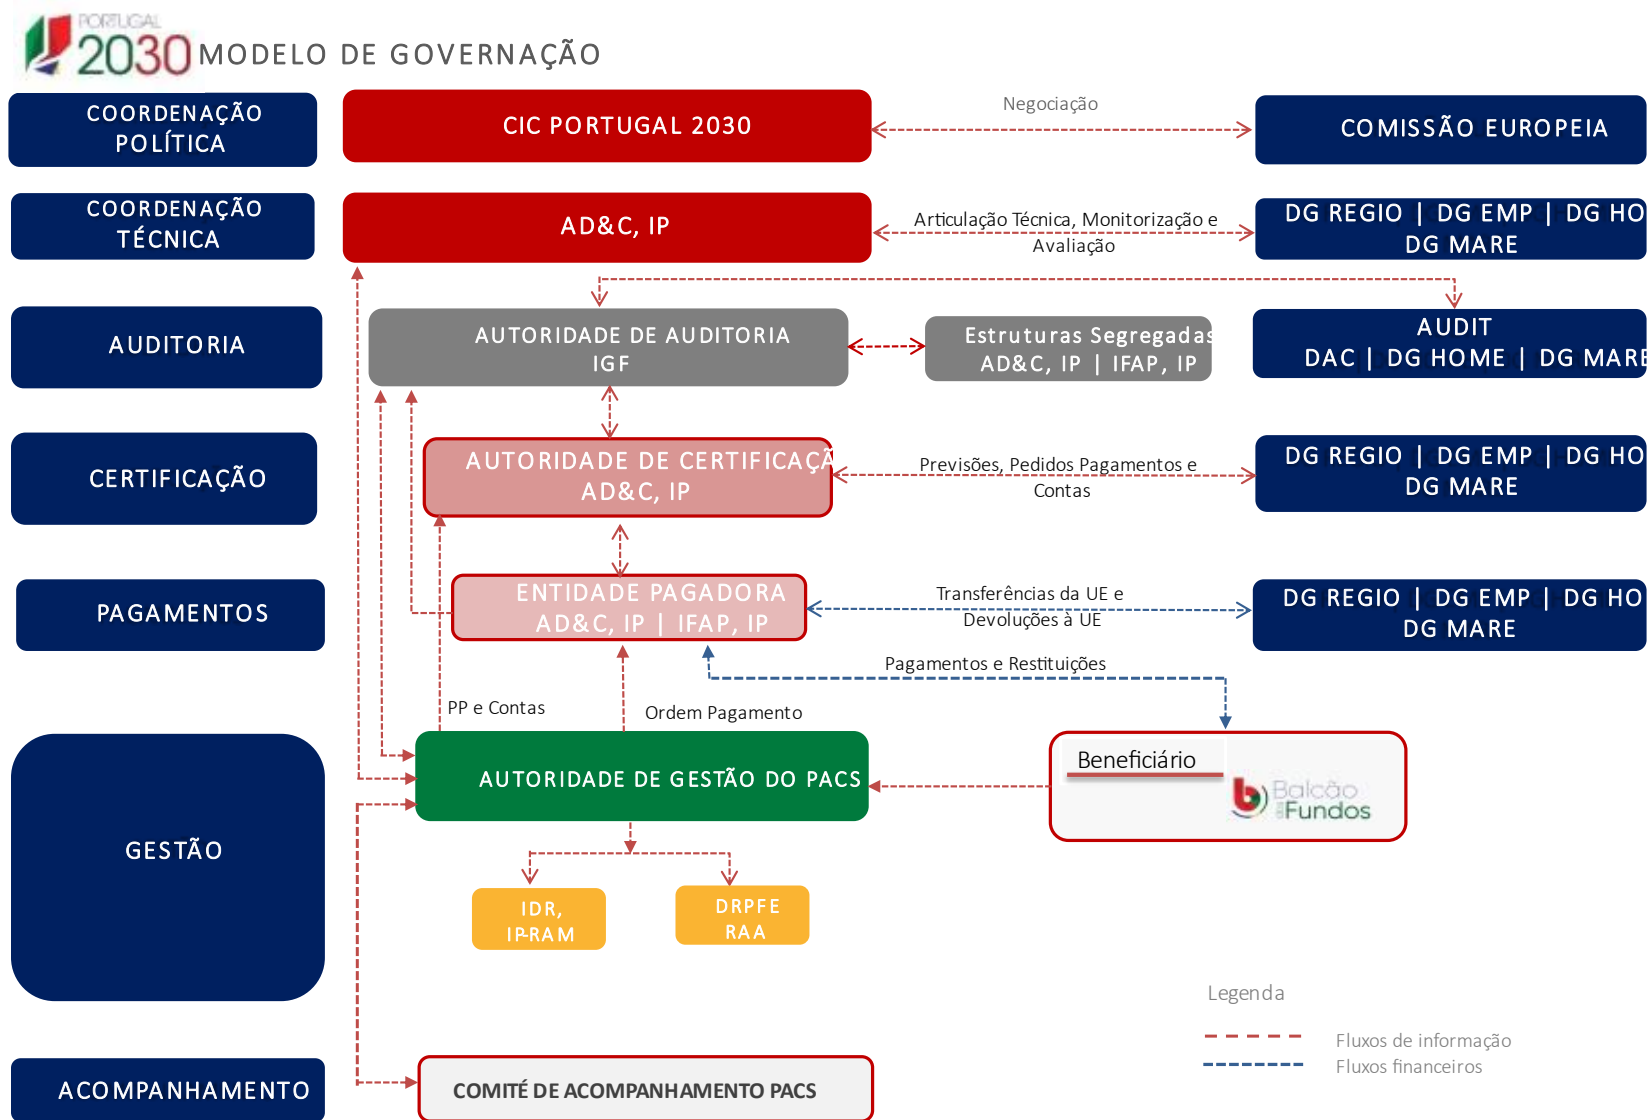 PORTUGAL
2030 MODELO DE GOVERNAÇÃO
COORDENAÇÃO
POLÍTICA
CIC PORTUGAL 2030
Negociação
COMISSÃO EUROPEIA
COORDENAÇÃO
TÉCNICA
AD&C, IP
Articulação Técnica, Monitorização e
Avaliação
DG REGIO | DG EMP | DG HO
DG MARE
AUDITORIA
AUTORIDADE DE AUDITORIA
IGF
Estruturas Segregadas
AD&C, IP | IFAP, IP
AUDIT
DAC | DG HOME | DG MARE
CERTIFICAÇÃO
AUTORIDADE DE CERTIFICAÇÃ
AD&C, IP
Previsões, Pedidos Pagamentos e
Contas
DG REGIO | DG EMP | DG HO
DG MARE
PAGAMENTOS
ENTIDADE PAGADORA
AD&C, IP | IFAP, IP
Transferências da UE e
Devoluções à UE
DG REGIO | DG EMP | DG HO
DG MARE
Pagamentos e Restituições
PP e Contas
Ordem Pagamento
GESTÃO
AUTORIDADE DE GESTÃO DO PACS
Beneficiário
Balcão
dos Fundos
IDR,
IP-RAM
DRPFE
RAA
Legenda
Fluxos de informação
Fluxos financeiros
ACOMPANHAMENTO
COMITÉ DE ACOMPANHAMENTO PACS